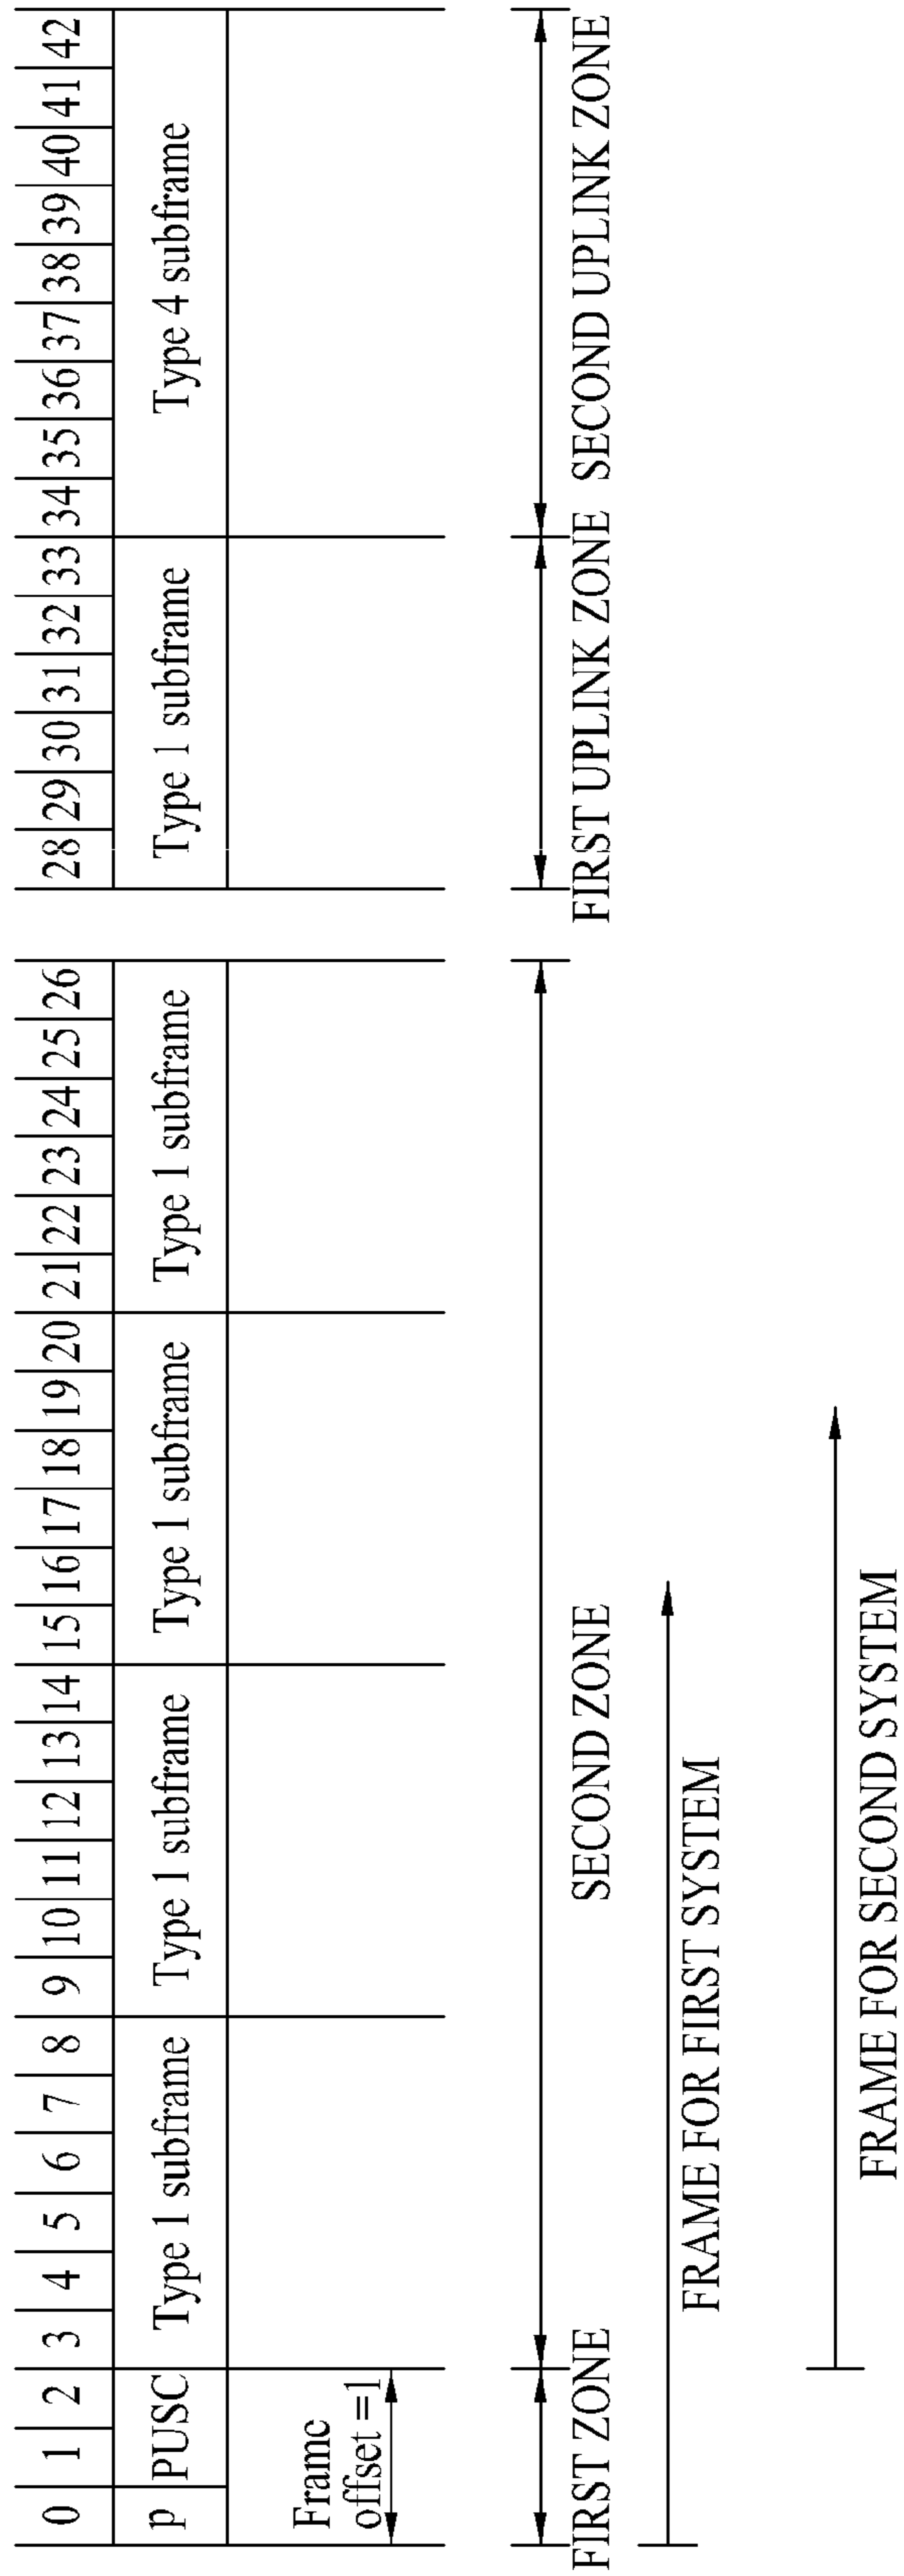 0 1 2 3 4 5 6 7 8 9 10 11 12 13 14 15 16 17 18 19 20 21 22 23 24 25 26 28 29 30 31 32 33 34 35 36 37 38 39 40 41 42
p PUSC Type 1 subframe Type 1 subframe Type 1 subframe Type 1 subframe Type 1 subframe Type 4 subframe
Frame
offset =1
FIRST ZONE SECOND ZONE FIRST UPLINK ZONE SECOND UPLINK ZONE
FRAME FOR FIRST SYSTEM
FRAME FOR SECOND SYSTEM